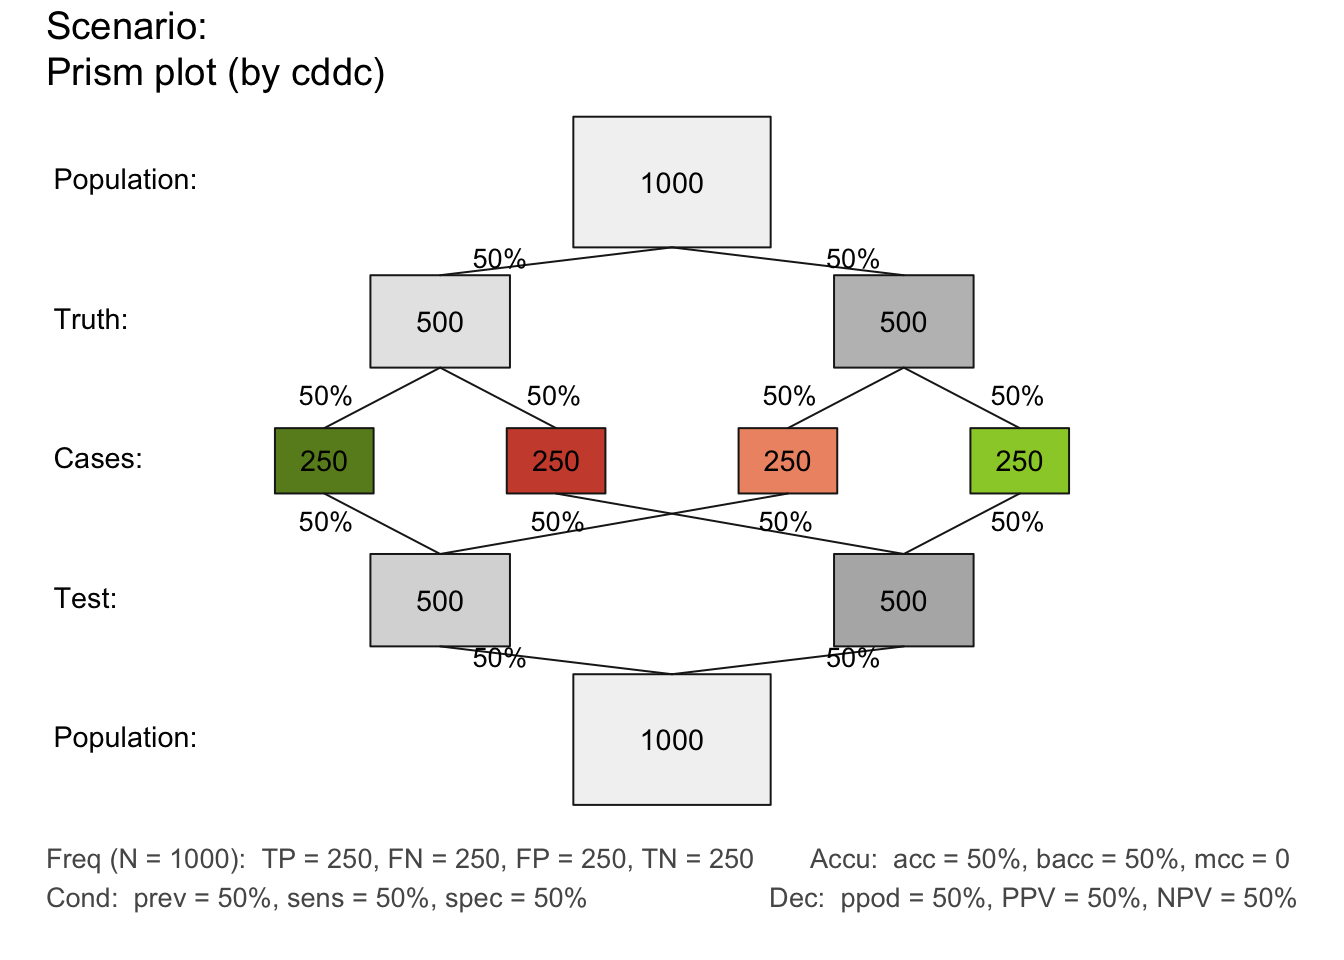 Scenario:
Prism plot (by cddc)
Population:
1000
50% 50%
Truth:
500 500
50% 50% 50% 50%
Cases:
250 250 250 250
50% 50% 50% 50%
Test:
500 500
50% 50%
Population:
1000
Freq (N = 1000):  TP = 250, FN = 250, FP = 250, TN = 250
Accu:  acc = 50%, bacc = 50%, mcc = 0
Cond:  prev = 50%, sens = 50%, spec = 50%
Dec:  ppod = 50%, PPV = 50%, NPV = 50%